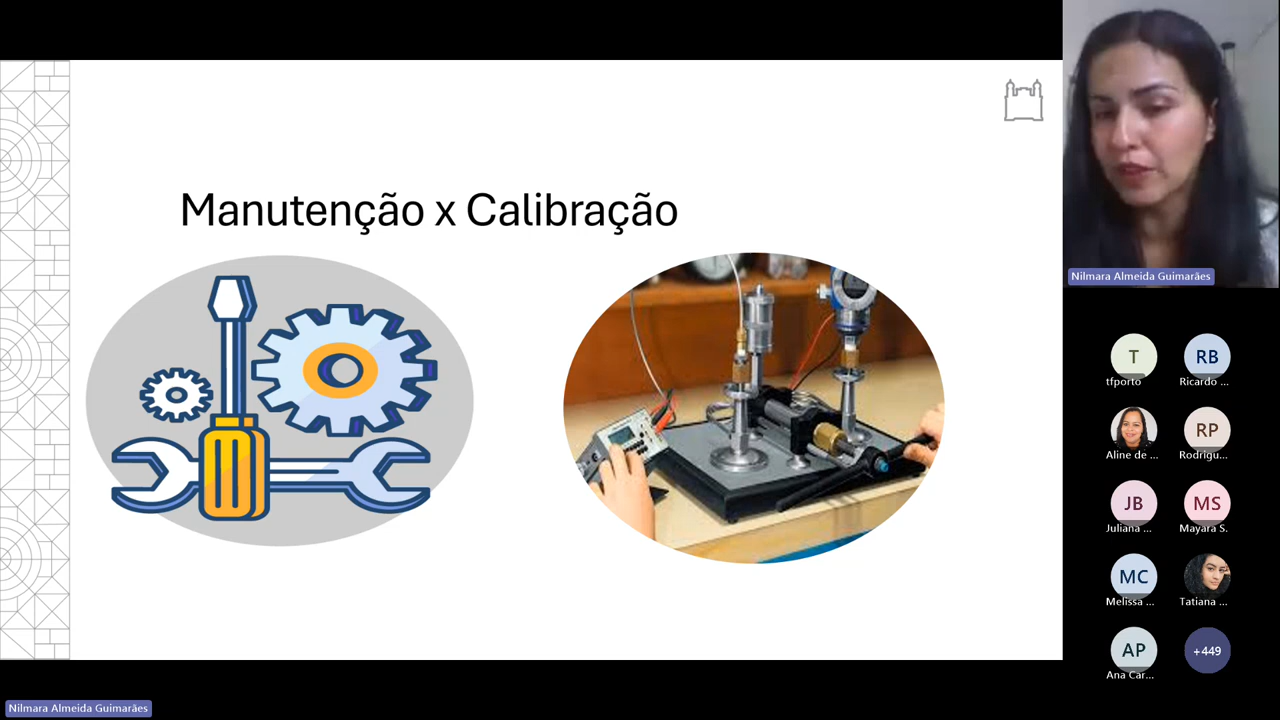 Manutenção x Calibração
Nilmara Almeida Guimarães
T
RB
tfporto
Ricardo ...
RP
Aline de ...
Rodrigu...
JB
MS
Juliana ...
Mayara S.
MC
Melissa ...
Tatiana ...
AP
+449
Ana Car...
Nilmara Almeida Guimarães